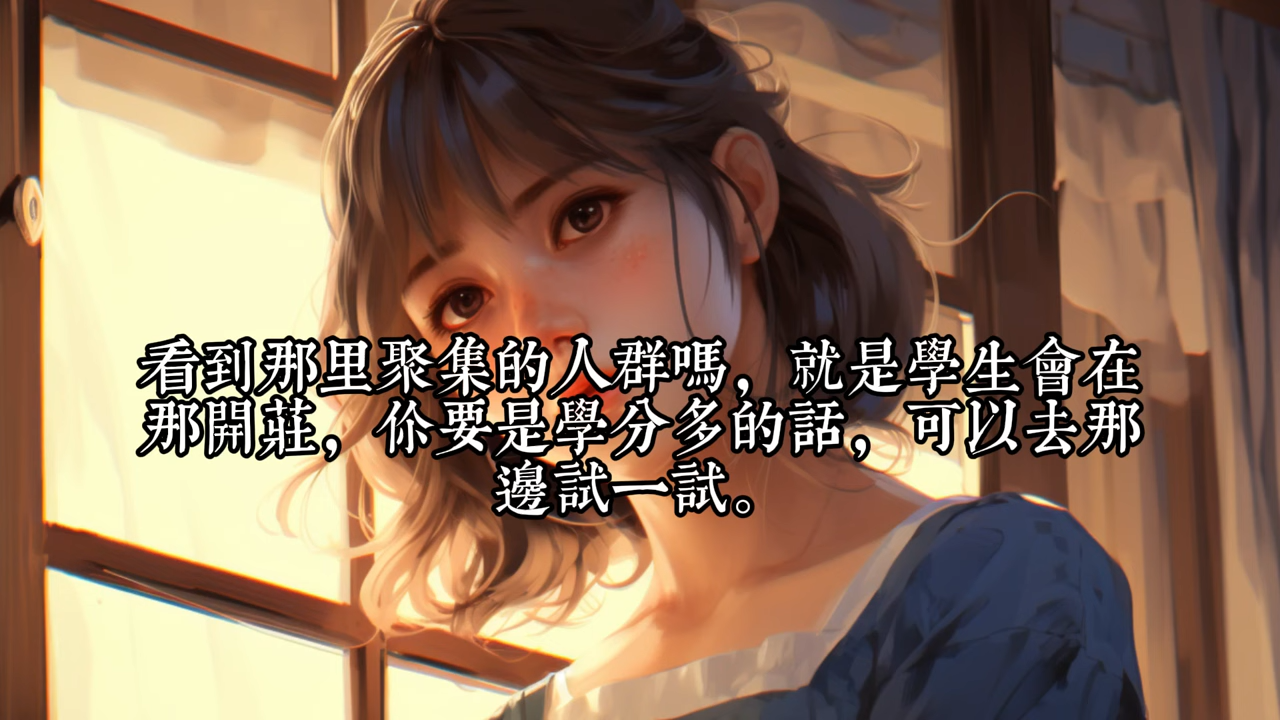 看到那里聚集的人群嗎，就是學生會在
那開莊，你要是學分多的話，可以去那
邊試一試。